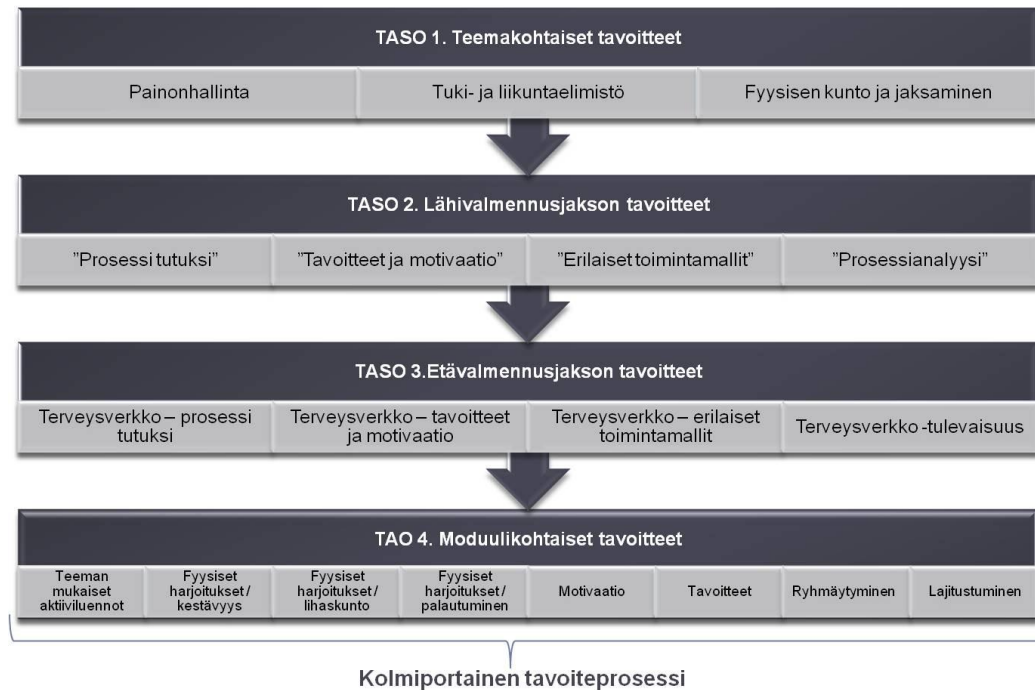 TASO 1. Teemakohtaiset tavoitteet
Painonhallinta
Tuki- ja liikuntaelimistö
Fyysisen kunto ja jaksaminen
TASO 2. Lähivalmennusjakson tavoitteet
”Prosessi tutuksi”
”Tavoitteet ja motivaatio”
”Erilaiset toimintamallit”
”Prosessianalyysi”
TASO 3.Etävalmennusjakson tavoitteet
Terveysverkko – prosessi
tutuksi
Terveysverkko – tavoitteet
ja motivaatio
Terveysverkko – erilaiset
toimintamallit
Terveysverkko -tulevaisuus
TAO 4. Moduulikohtaiset tavoitteet
Teeman
mukaiset
aktiiviluennot
Fyysiset
harjoitukset /
kestävyys
Fyysiset
harjoitukset /
lihaskunto
Fyysiset
harjoitukset /
palautuminen
Motivaatio
Tavoitteet
Ryhmäytyminen
Lajitustuminen
Kolmiportainen tavoiteprosessi